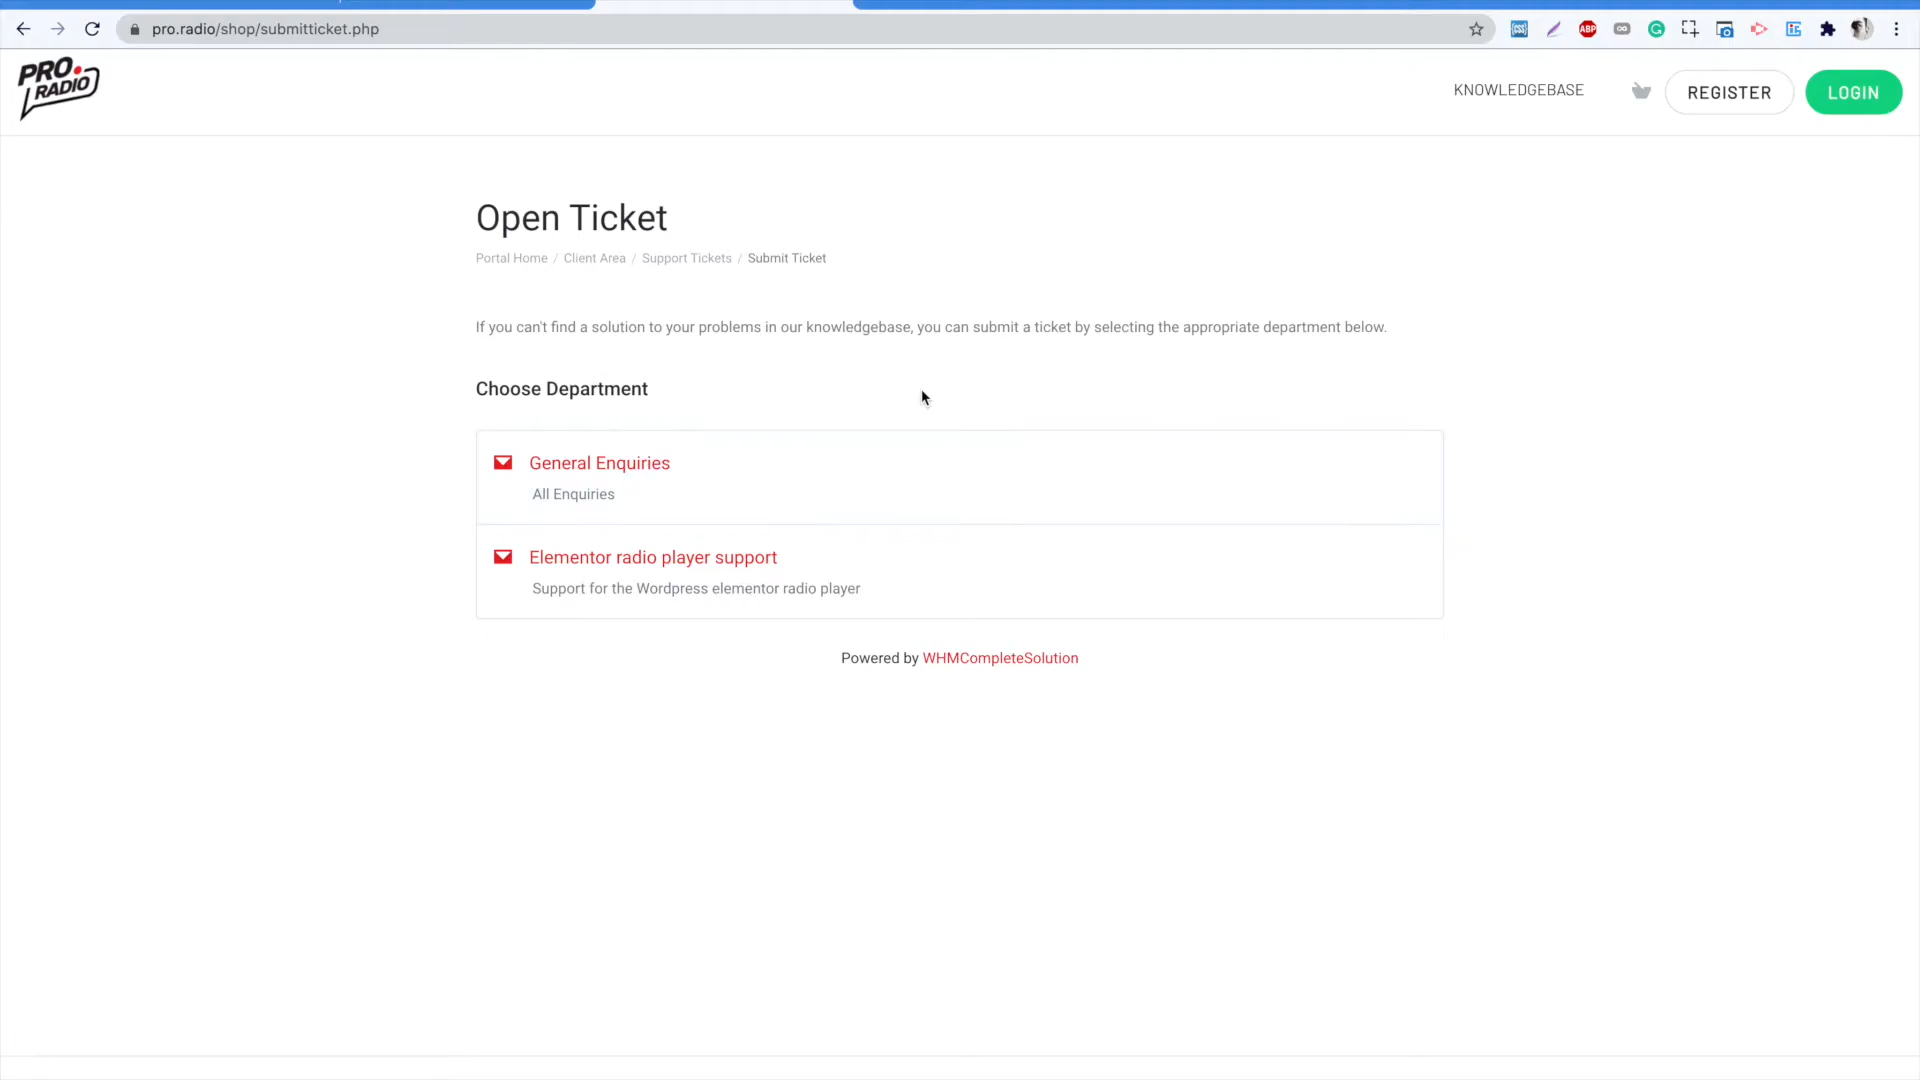 pro.radio/shop/submitticket.php
ABP
PRO.
RADIO
KNOWLEDGEBASE
REGISTER
LOGIN
Open Ticket
Portal Home / Client Area / Support Tickets / Submit Ticket
If you can't find a solution to your problems in our knowledgebase, you can submit a ticket by selecting the appropriate department below.
Choose Department
General Enquiries
All Enquiries
Elementor radio player support
Support for the Wordpress elementor radio player
Powered by WHMCompleteSolution